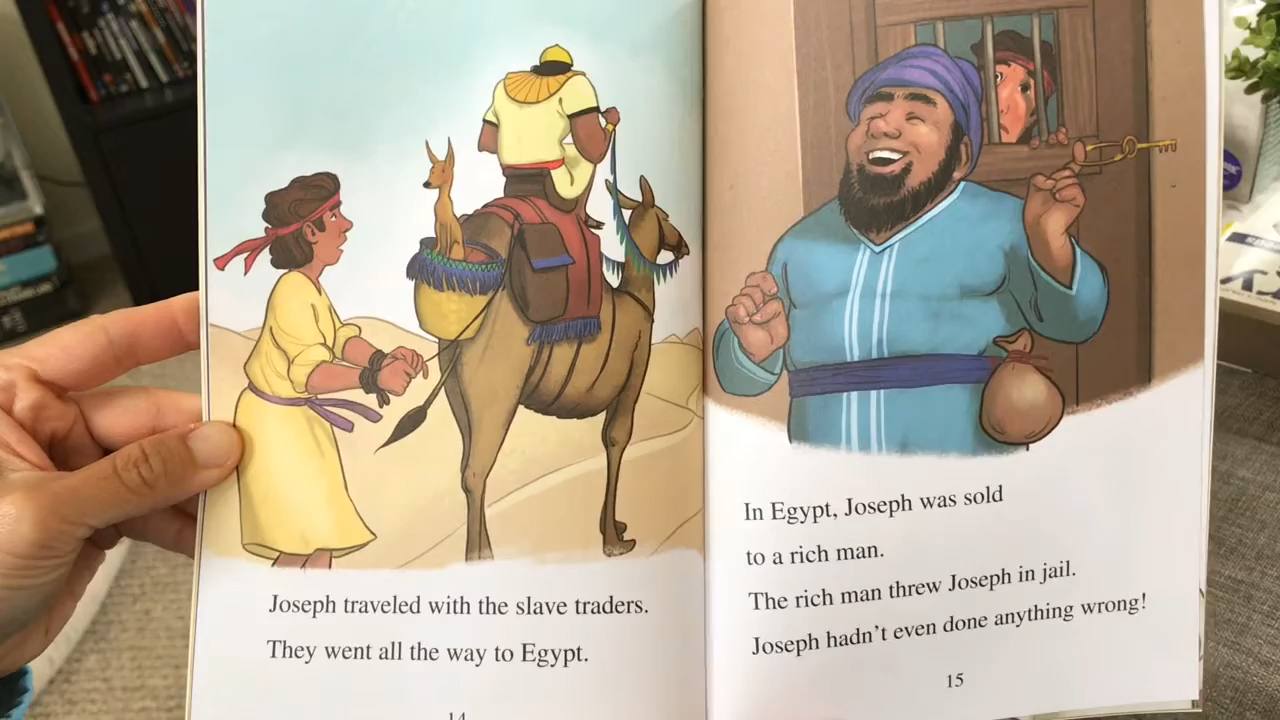 Joseph traveled with the slave traders.
They went all the way to Egypt.
14
In Egypt, Joseph was sold
to a rich man.
The rich man threw Joseph in jail.
Joseph hadn't even done anything wrong!
15